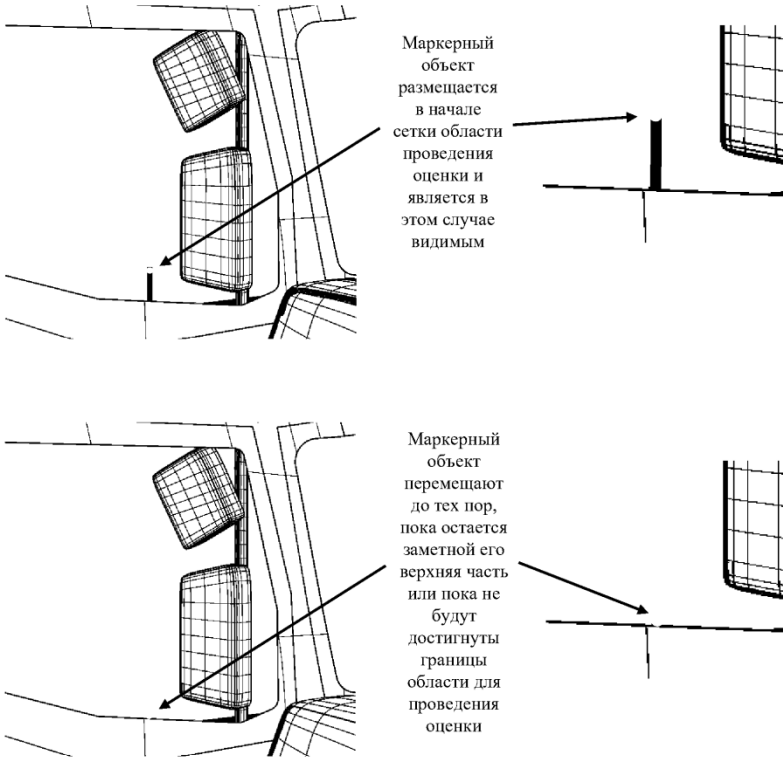 Маркерный
объект
размещается
в начале
сетки области
проведения
оценки и
является в
этом случае
видимым
Маркерный
объект
перемещают
до тех пор,
пока остается
заметной его
верхняя часть
или пока не
будут
достигнуты
границы
области для
проведения
оценки